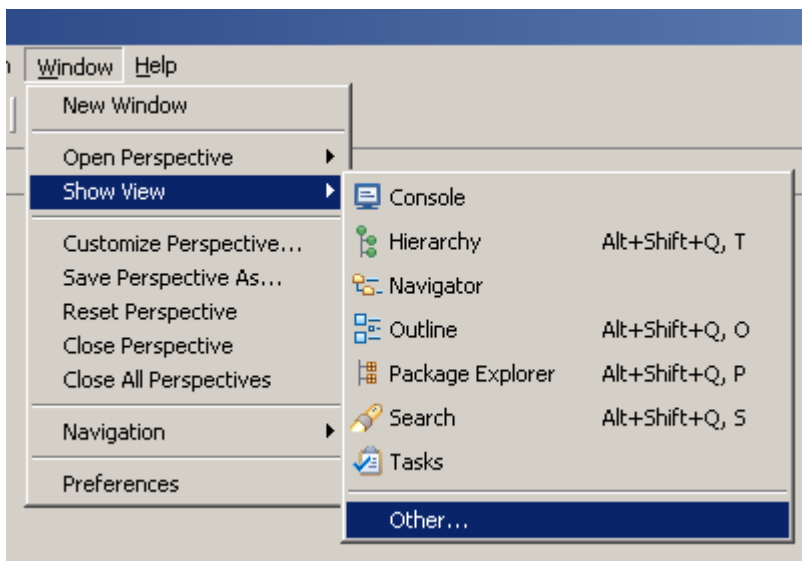 Window Help
New Window
Open Perspective
Show View
Customize Perspective...
Save Perspective As...
Reset Perspective
Close Perspective
Close All Perspectives
Navigation
Preferences
Console
Hierarchy Alt+Shift+Q, T
Navigator
Outline Alt+Shift+Q, O
Package Explorer Alt+Shift+Q, P
Search Alt+Shift+Q, S
Tasks
Other...